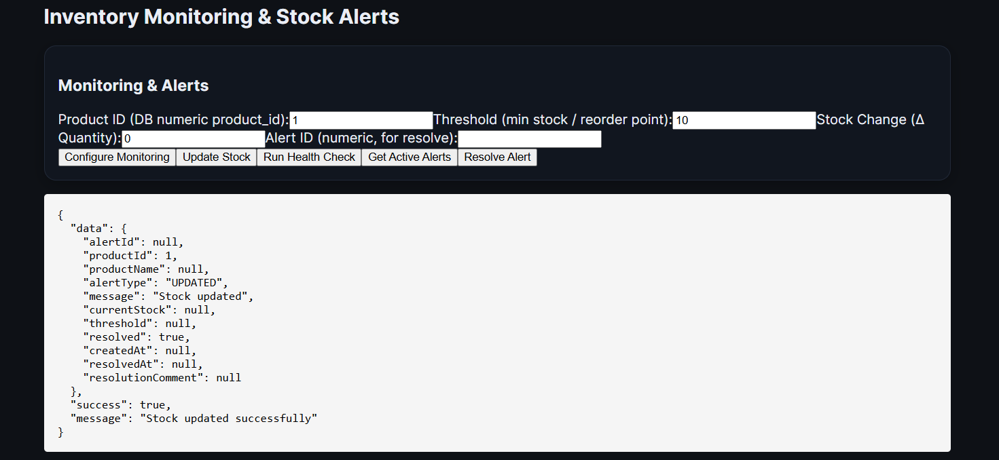 Inventory Monitoring & Stock Alerts
Monitoring & Alerts
Product ID (DB numeric product_id): 1 Threshold (min stock / reorder point): 10 Stock Change (Δ
Quantity): 0 Alert ID (numeric, for resolve):
Configure Monitoring Update Stock Run Health Check Get Active Alerts Resolve Alert
{
  "data": {
    "alertId": null,
    "productId": 1,
    "productName": null,
    "alertType": "UPDATED",
    "message": "Stock updated",
    "currentStock": null,
    "threshold": null,
    "resolved": true,
    "createdAt": null,
    "resolvedAt": null,
    "resolutionComment": null
  },
  "success": true,
  "message": "Stock updated successfully"
}